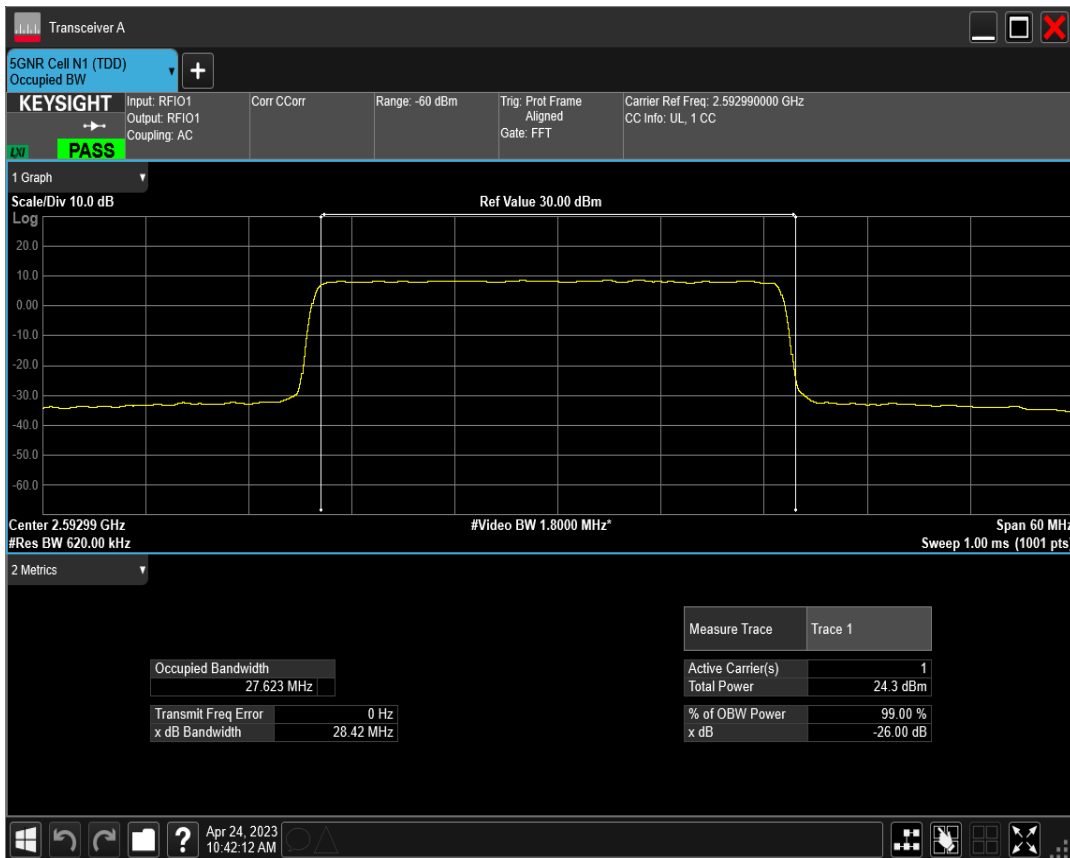 Transceiver A
5GNR Cell N1 (TDD)
Occupied BW
+
KEYSIGHT
LXI
PASS
Input: RFIO1
Output: RFIO1
Coupling: AC
Corr CCorr
Range: -60 dBm
Trig: Prot Frame
Aligned
Gate: FFT
Carrier Ref Freq: 2.592990000 GHz
CC Info: UL, 1 CC
1 Graph
Scale/Div 10.0 dB
Ref Value 30.00 dBm
Log
20.0
10.0
0.00
-10.0
-20.0
-30.0
-40.0
-50.0
-60.0
Center 2.59299 GHz
#Video BW 1.8000 MHz*
Span 60 MHz
#Res BW 620.00 kHz
Sweep 1.00 ms (1001 pts)
2 Metrics
Measure Trace Trace 1
Occupied Bandwidth
27.623 MHz
Active Carrier(s) 1
Total Power 24.3 dBm
Transmit Freq Error 0 Hz
x dB Bandwidth 28.42 MHz
% of OBW Power 99.00 %
x dB -26.00 dB
?
Apr 24, 2023
10:42:12 AM